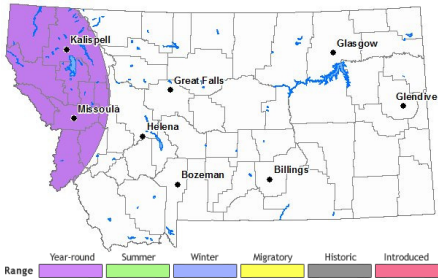 Kalispell
Glasgow
Great Falls
Glendive
Missoula
Helena
Billings
Bozeman
Range Year-round Summer Winter Migratory Historic Introduced